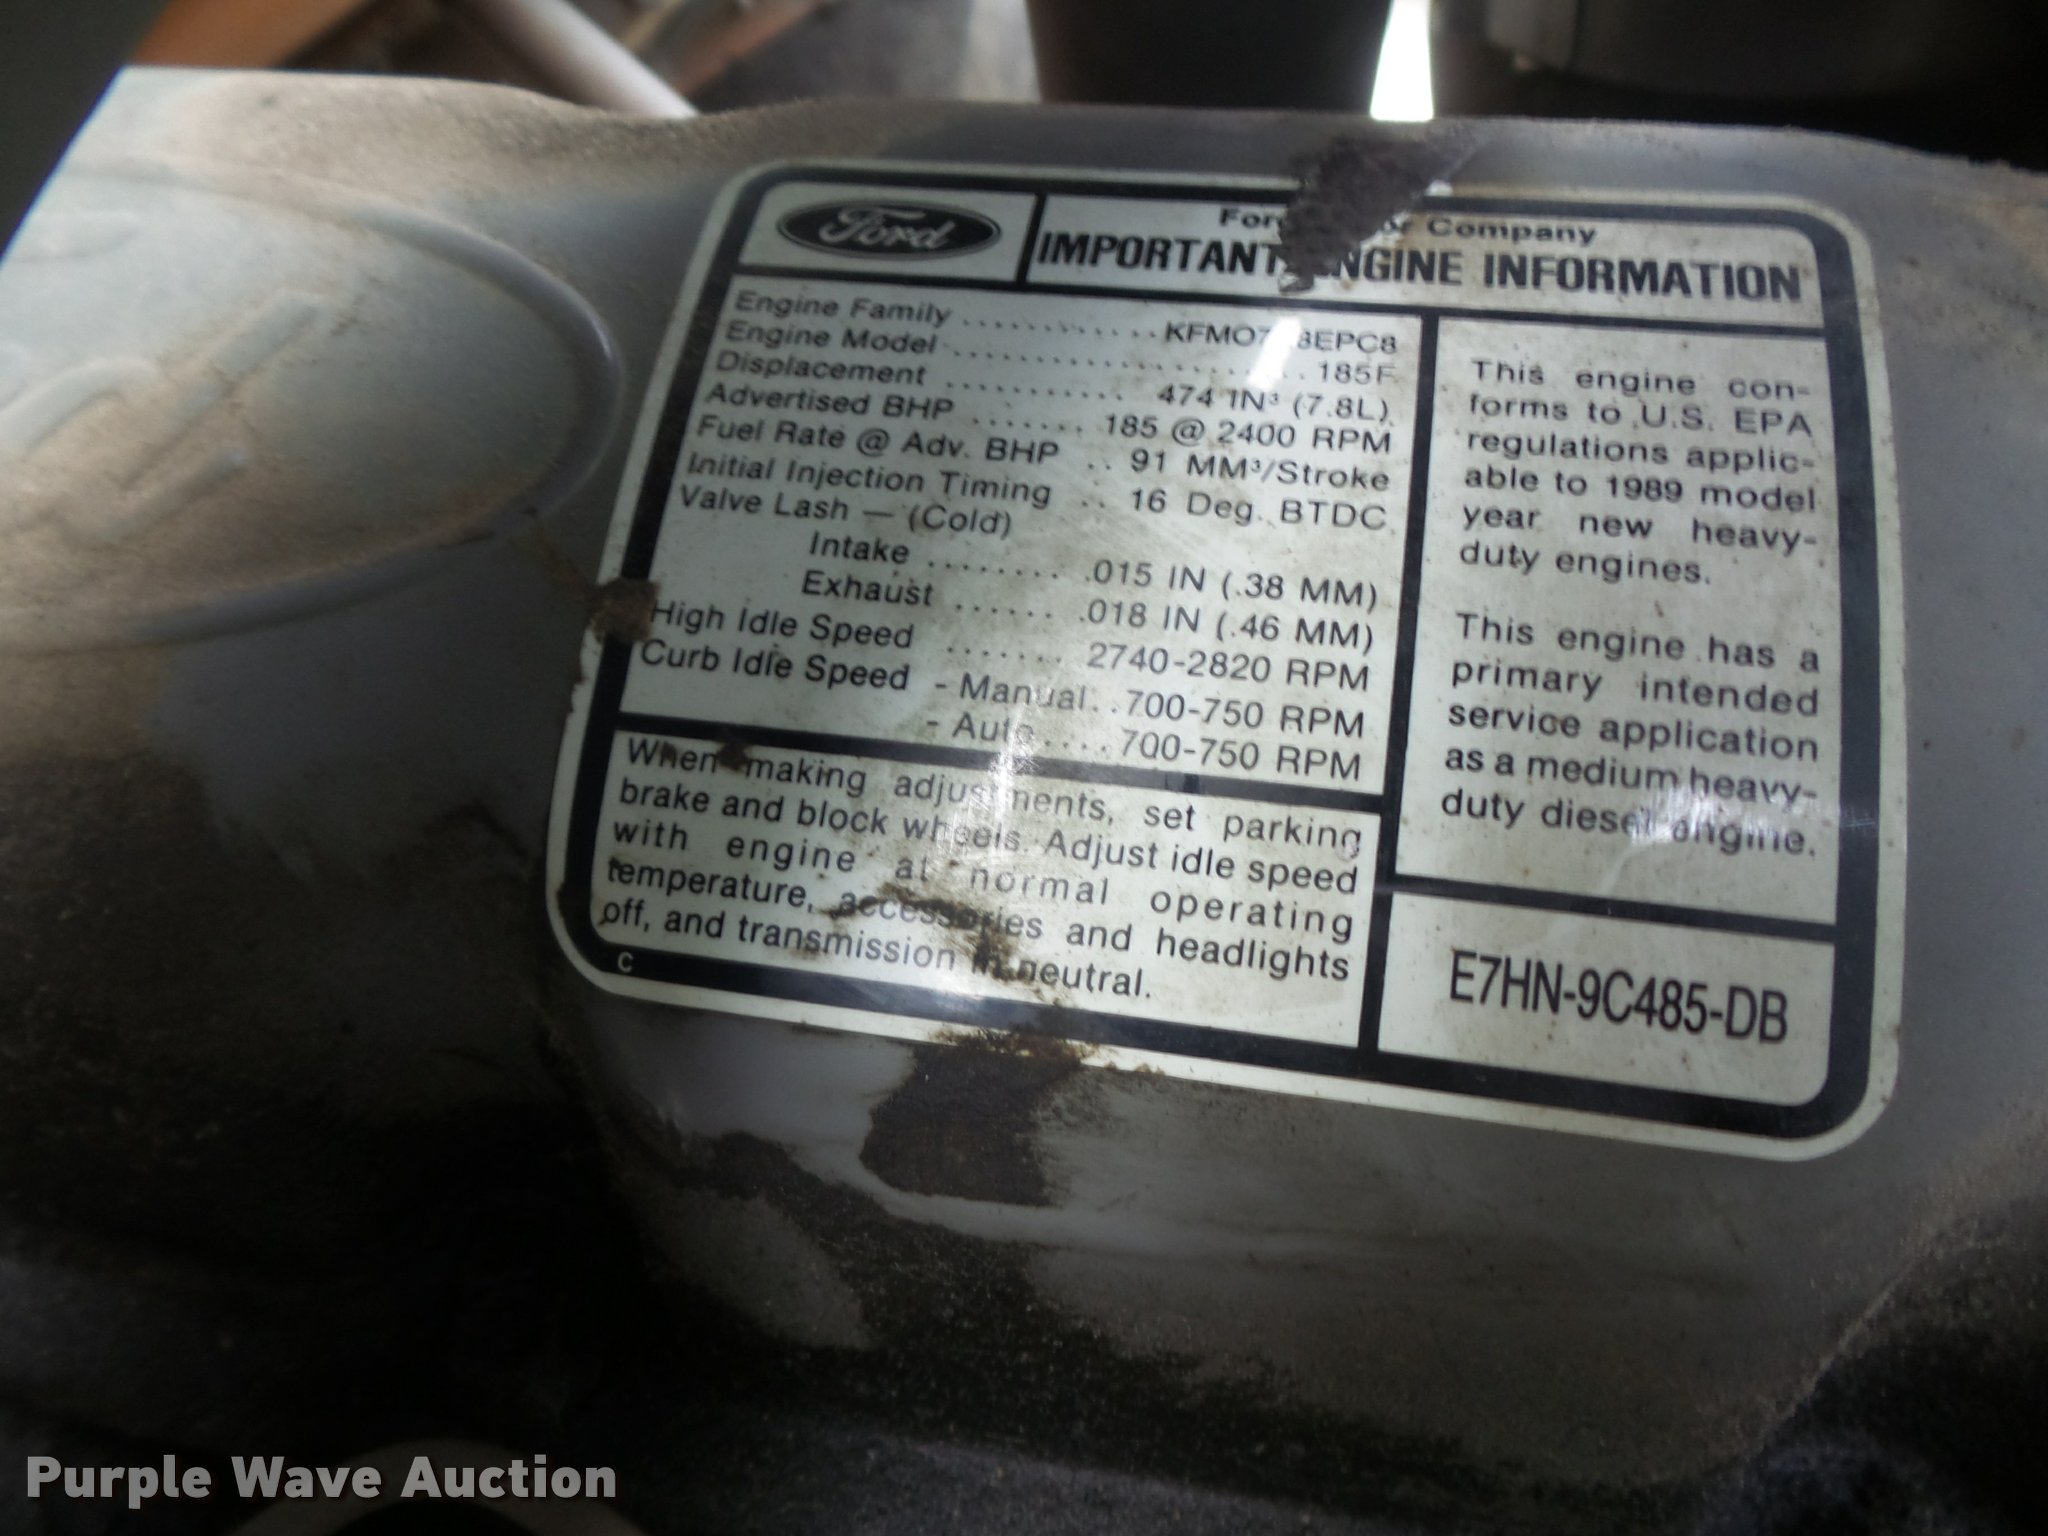 Ford
Company
IMPORTANT ENGINE INFORMATION
Engine Family ............ 
Engine Model .................. 185F
Displacement .......... 474 IN³ (7.8L)
Advertised BHP ....... 185 @ 2400 RPM
Fuel Rate @ Adv. BHP .. 91 MM³/Stroke
Initial Injection Timing .. 16 Deg. BTDC
Valve Lash — (Cold)
Intake ........ .015 IN (.38 MM)
Exhaust ...... .018 IN (.46 MM)
High Idle Speed ....... 2740-2820 RPM
Curb Idle Speed - Manual.. 700-750 RPM
- Auto .... 700-750 RPM
When making adjustments, set parking
brake and block wheels. Adjust idle speed
with engine at normal operating
temperature, accessories and headlights
off, and transmission in neutral.
C
This engine con-
forms to U.S. EPA
regulations applic-
able to 1989 model
year new heavy-
duty engines.
This engine has a
primary intended
service application
as a medium heavy-
duty diesel engine.
E7HN-9C485-DB
Purple Wave Auction